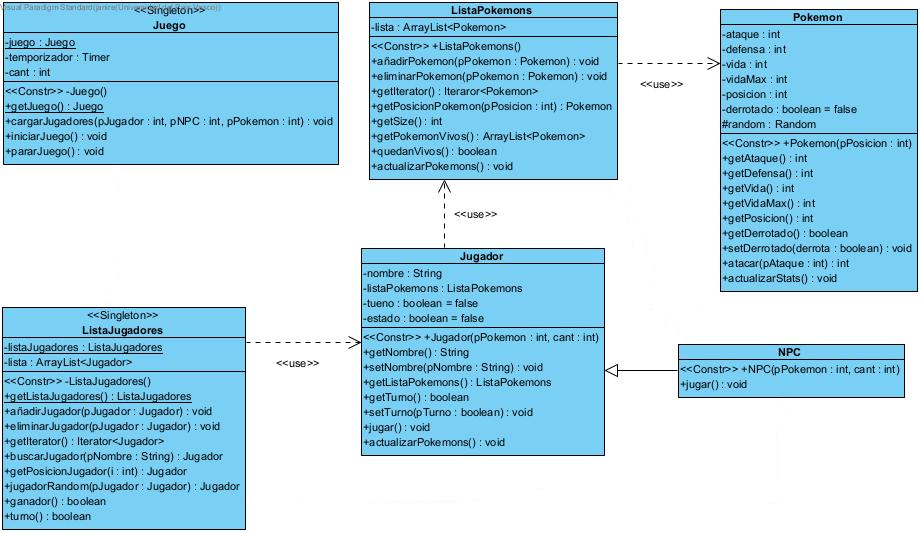 Visual Paradigm Standard(janire(Universidad del Pais Vasco))
<<Singleton>>
Juego
-juego : Juego
-temporizador : Timer
-cant : int
<<Constr>> -Juego()
+getJuego() : Juego
+cargarJugadores(pJugador : int, pNPC : int, pPokemon : int) : void
+iniciarJuego() : void
+pararJuego() : void
ListaPokemons
-lista : ArrayList<Pokemon>
<<Constr>> +ListaPokemons()
+añadirPokemon(pPokemon : Pokemon) : void
+eliminarPokemon(pPokemon : Pokemon) : void
+getIterator() : Iteraror<Pokemon>
+getPosicionPokemon(pPosicion : int) : Pokemon
+getSize() : int
+getPokemonVivos() : ArrayList<Pokemon>
+quedanVivos() : boolean
+actualizarPokemons() : void
<<use>>
Pokemon
-ataque : int
-defensa : int
-vida : int
-vidaMax : int
-posicion : int
-derrotado : boolean = false
#random : Random
<<Constr>> +Pokemon(pPosicion : int)
+getAtaque() : int
+getDefensa() : int
+getVida() : int
+getVidaMax() : int
+getPosicion() : int
+getDerrotado() : boolean
+setDerrotado(derrota : boolean) : void
+atacar(pAtaque : int) : int
+actualizarStats() : void
<<use>>
<<Singleton>>
ListaJugadores
-listaJugadores : ListaJugadores
-lista : ArrayList<Jugador>
<<Constr>> -ListaJugadores()
+getListaJugadores() : ListaJugadores
+añadirJugador(pJugador : Jugador) : void
+eliminarJugador(pJugador : Jugador) : void
+getIterator() : Iterator<Jugador>
+buscarJugador(pNombre : String) : Jugador
+getPosicionJugador(i : int) : Jugador
+jugadorRandom(pJugador : Jugador) : Jugador
+ganador() : boolean
+turno() : boolean
<<use>>
Jugador
-nombre : String
-listaPokemons : ListaPokemons
-tueno : boolean = false
-estado : boolean = false
<<Constr>> +Jugador(pPokemon : int, cant : int)
+getNombre() : String
+setNombre(pNombre : String) : void
+getListaPokemons() : ListaPokemons
+getTurno() : boolean
+setTurno(pTurno : boolean) : void
+jugar() : void
+actualizarPokemons() : void
NPC
<<Constr>> +NPC(pPokemon : int, cant : int)
+jugar() : void